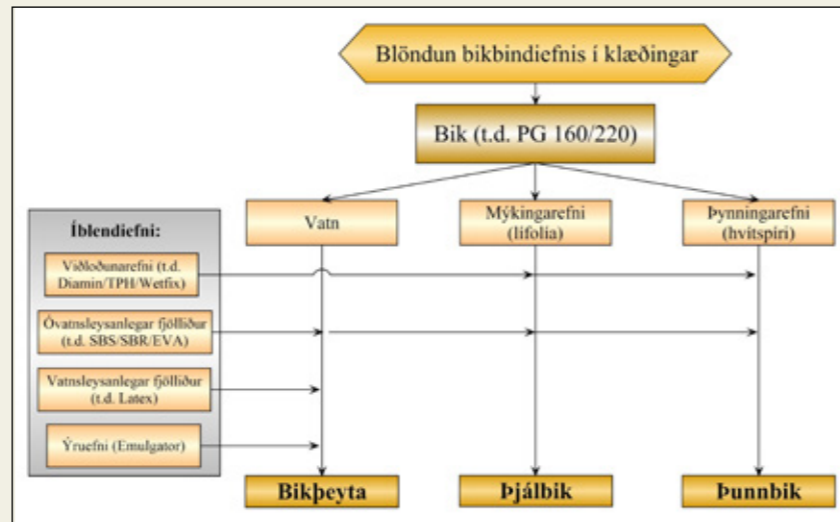 Blöndun bikbindiefnis í klæðingar
Bik (t.d. PG 160/220)
Vatn
Mýkingarefni
(lífolía)
Þynningarefni
(hvítspíri)
Íblendiefni:
Viðloðunarefni (t.d.
Diamin/TPH/Wetfix)
Óvatnsleysanlegar fjölliður
(t.d. SBS/SBR/EVA)
Vatnsleysanlegar fjölliður
(t.d. Latex)
Ýruefni (Emulgator)
Bikþeyta
Þjálbik
Þunnbik